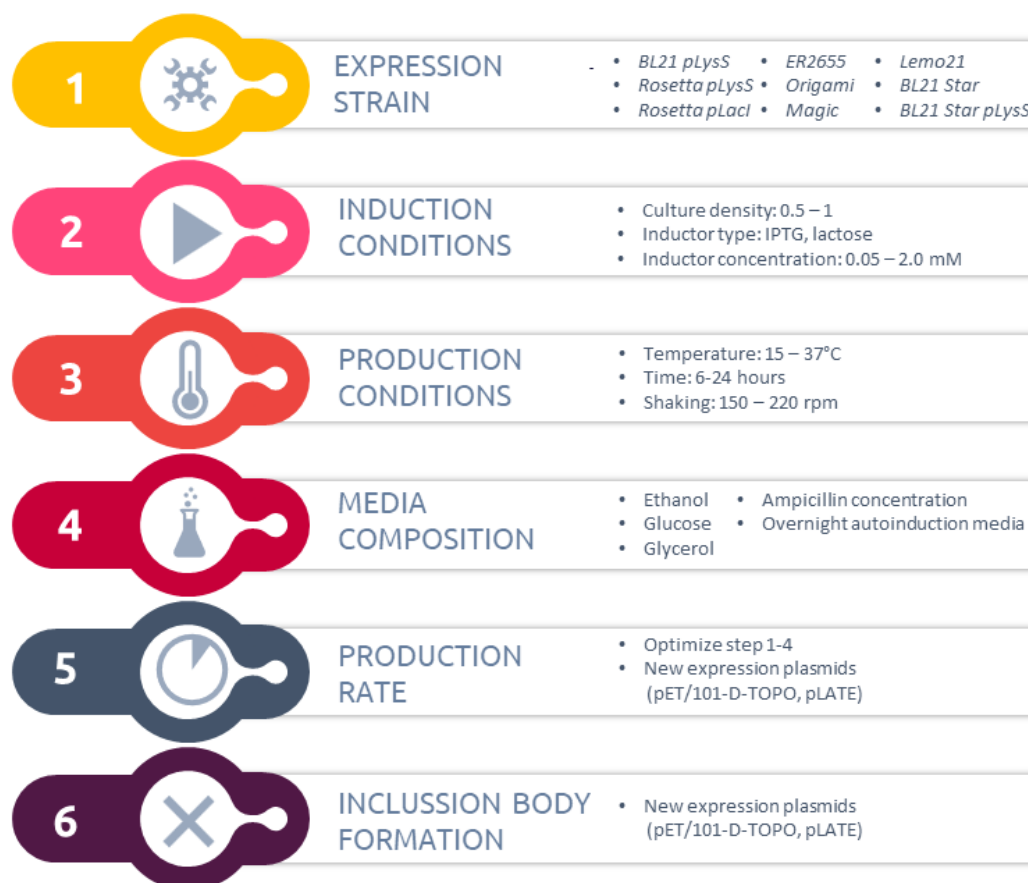 1
EXPRESSION
STRAIN
-
• BL21 pLysS • ER2655 • Lemo21
• Rosetta pLysS • Origami • BL21 Star
• Rosetta pLacI • Magic • BL21 Star pLysS
2
INDUCTION
CONDITIONS
• Culture density: 0.5 – 1
• Inductor type: IPTG, lactose
• Inductor concentration: 0.05 – 2.0 mM
3
PRODUCTION
CONDITIONS
• Temperature: 15 – 37°C
• Time: 6-24 hours
• Shaking: 150 – 220 rpm
4
MEDIA
COMPOSITION
• Ethanol • Ampicillin concentration
• Glucose • Overnight autoinduction media
• Glycerol
5
PRODUCTION
RATE
• Optimize step 1-4
• New expression plasmids
(pET/101-D-TOPO, pLATE)
6
INCLUSSION BODY
FORMATION
• New expression plasmids
(pET/101-D-TOPO, pLATE)